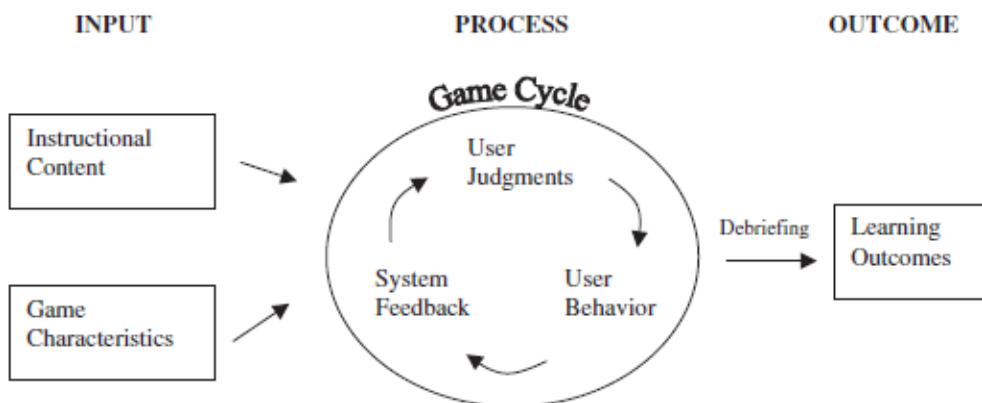 INPUT
PROCESS
OUTCOME
Game Cycle
Instructional
Content
User
Judgments
Debriefing
Learning
Outcomes
System
Feedback
User
Behavior
Game
Characteristics